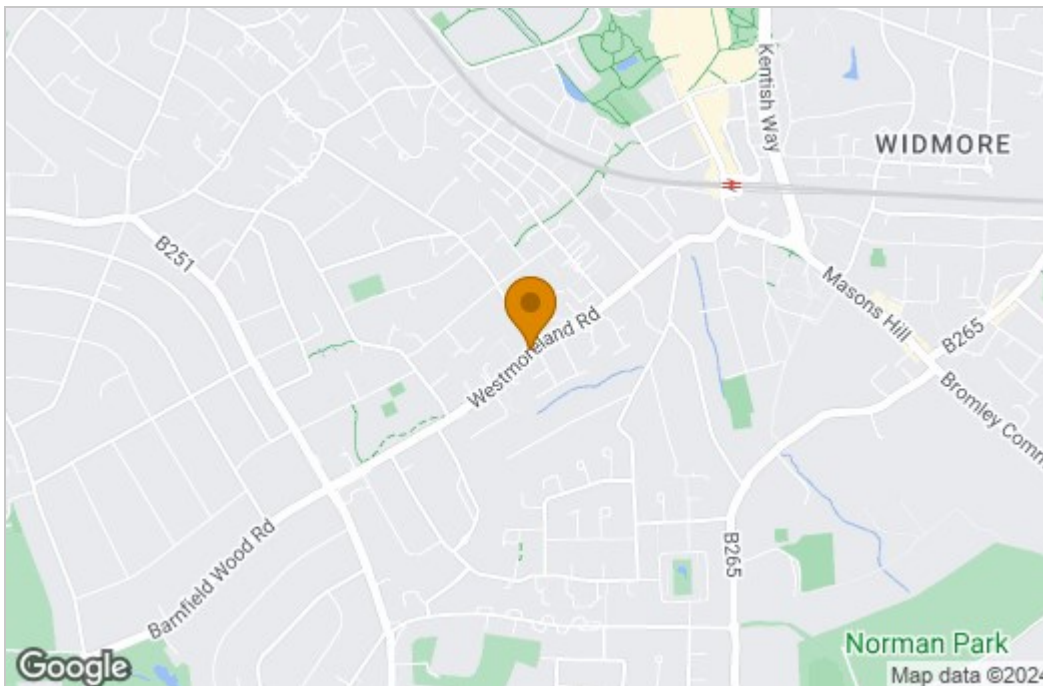 Kentish Way
WIDMORE
B251
Masons Hill
B265
Westmoreland Rd
Bromley Comm
B265
Barnfield Wood Rd
Norman Park
Google
Map data ©2024